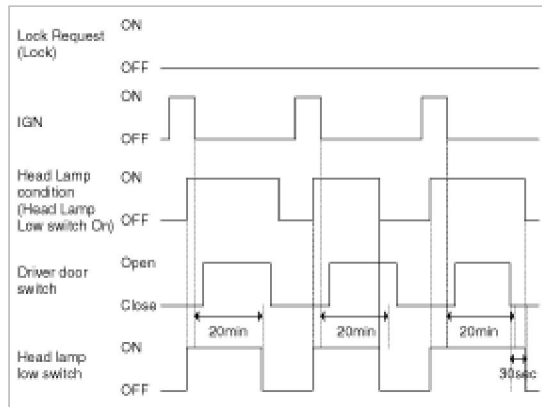 Lock Request
(Lock)
ON
OFF
IGN
ON
OFF
Head Lamp
condition
(Head Lamp
Low switch On)
ON
OFF
Driver door
switch
Open
Close
20min
20min
20min
Head lamp
low switch
ON
OFF
30sec